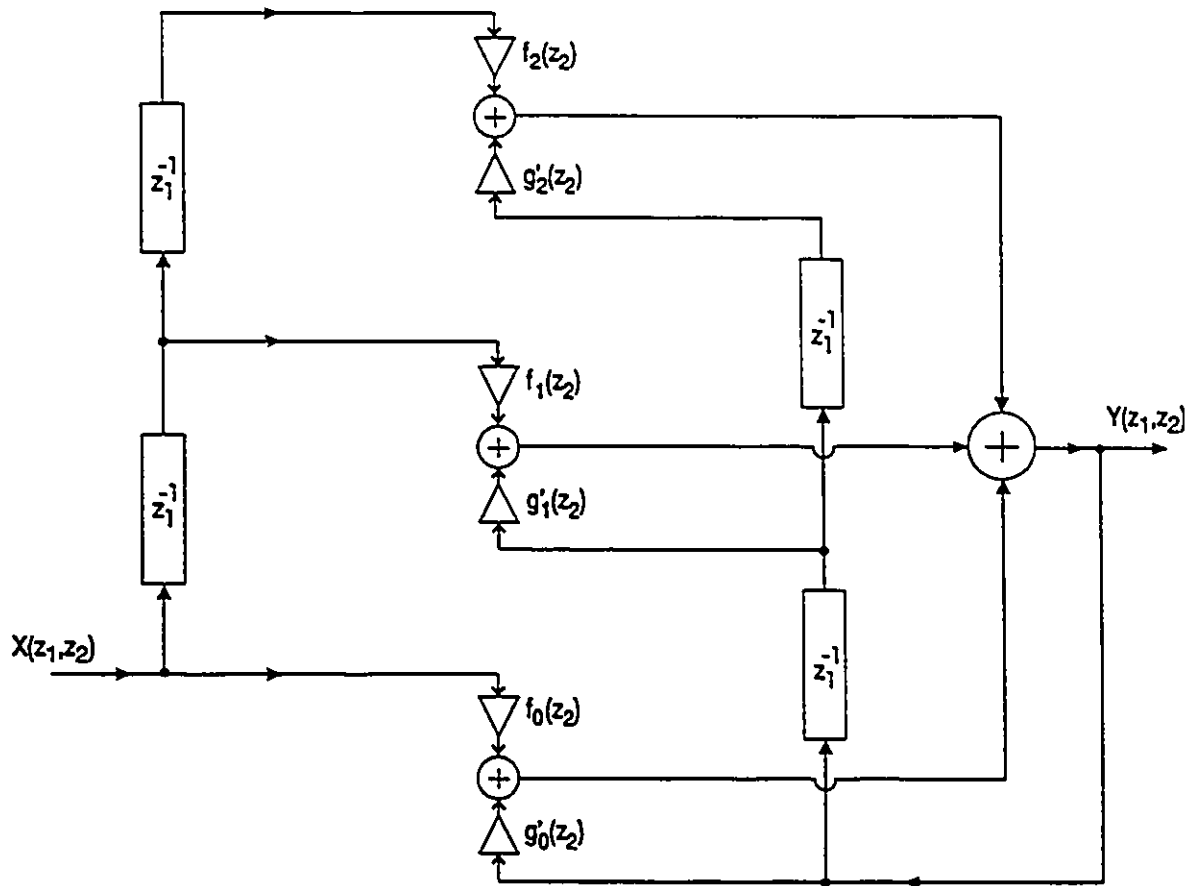 f₂(z₂)
z₁⁻¹
g'₂(z₂)
z₁⁻¹
f₁(z₂)
Y(z₁,z₂)
z₁⁻¹
g'₁(z₂)
X(z₁,z₂)
z₁⁻¹
f₀(z₂)
g'₀(z₂)